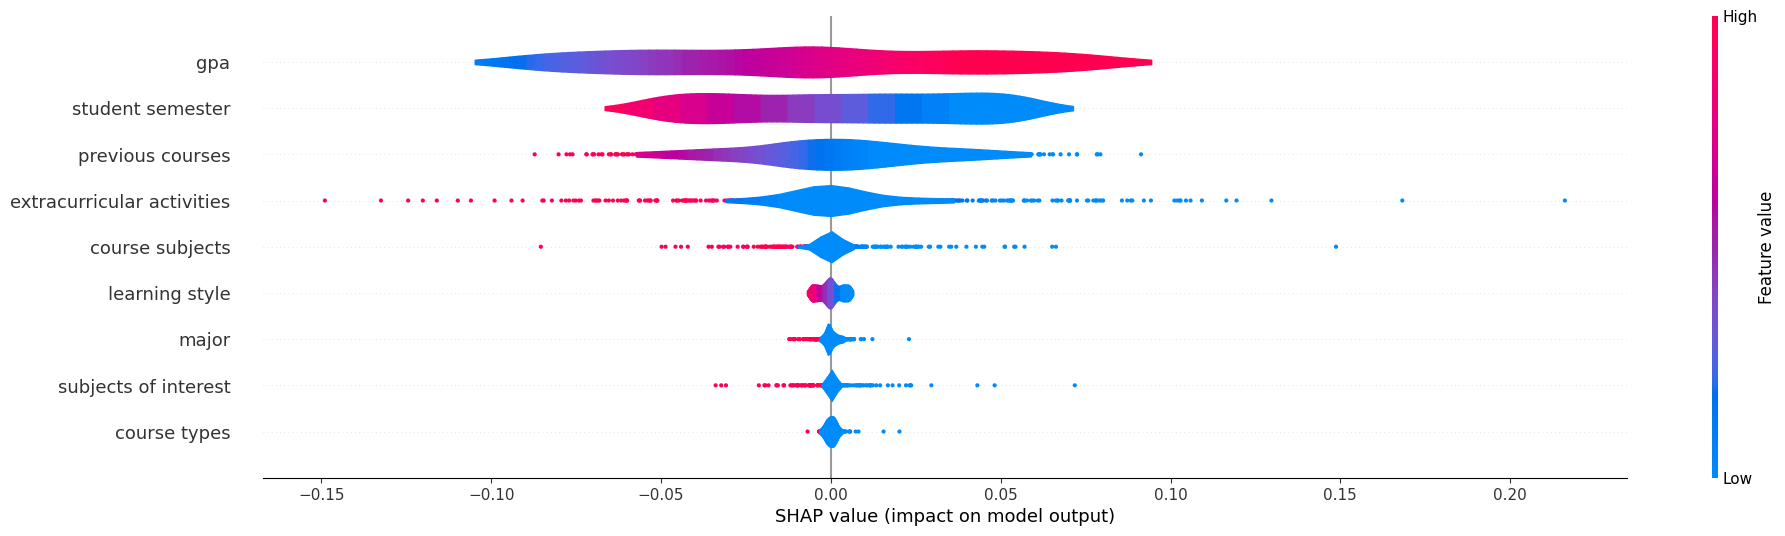 gpa
student semester
previous courses
extracurricular activities
course subjects
learning style
major
subjects of interest
course types
−0.15 −0.10 −0.05 0.00 0.05 0.10 0.15 0.20
SHAP value (impact on model output)
High
Feature value
Low